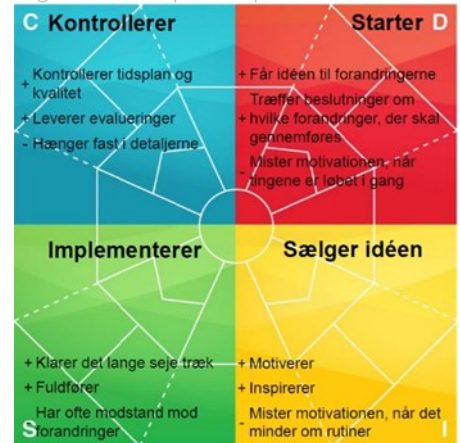 C Kontrollerer
+ Kontrollerer tidsplan og
kvalitet
+ Leverer evalueringer
- Hænger fast i detaljerne
Starter D
+ Får idéen til forandringerne
Træffer beslutninger om
+ hvilke forandringer, der skal
gennemføres
- Mister motivationen, når
tingene er løbet i gang
Implementerer
+ Klarer det lange seje træk
+ Fuldfører
- Har ofte modstand mod
forandringer
S
Sælger idéen
+ Motiverer
+ Inspirerer
- Mister motivationen, når det
minder om rutiner
I